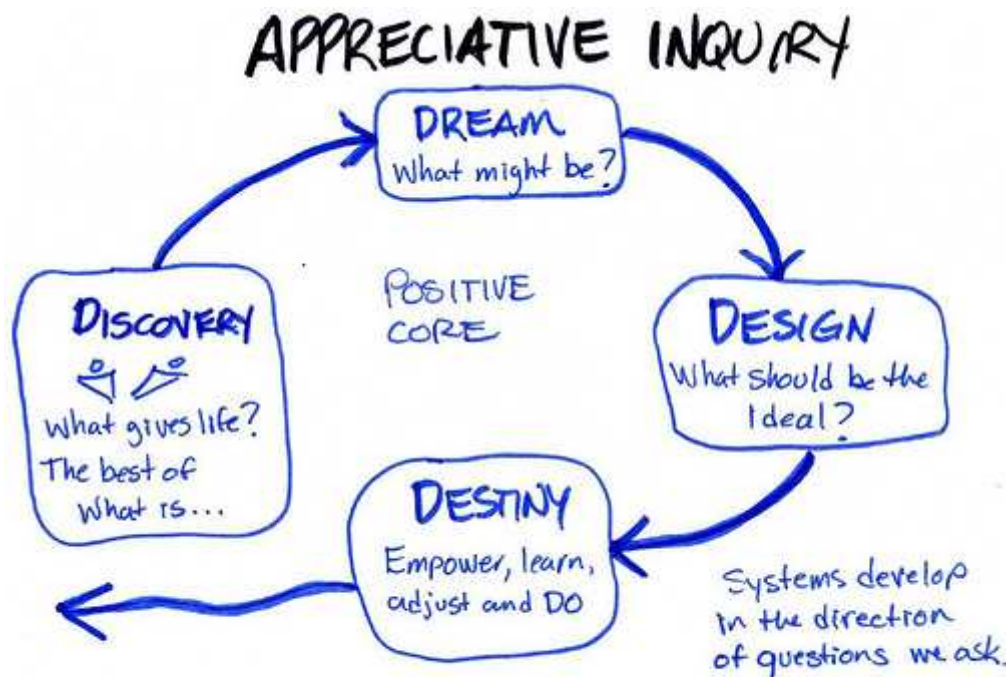 APPRECIATIVE INQUIRY
DREAM
What might be?
POSITIVE
CORE
DISCOVERY
What gives life?
The best of
what is...
DESIGN
What should be the
Ideal?
DESTINY
Empower, learn,
adjust and DO
Systems develop
in the direction
of questions we ask.